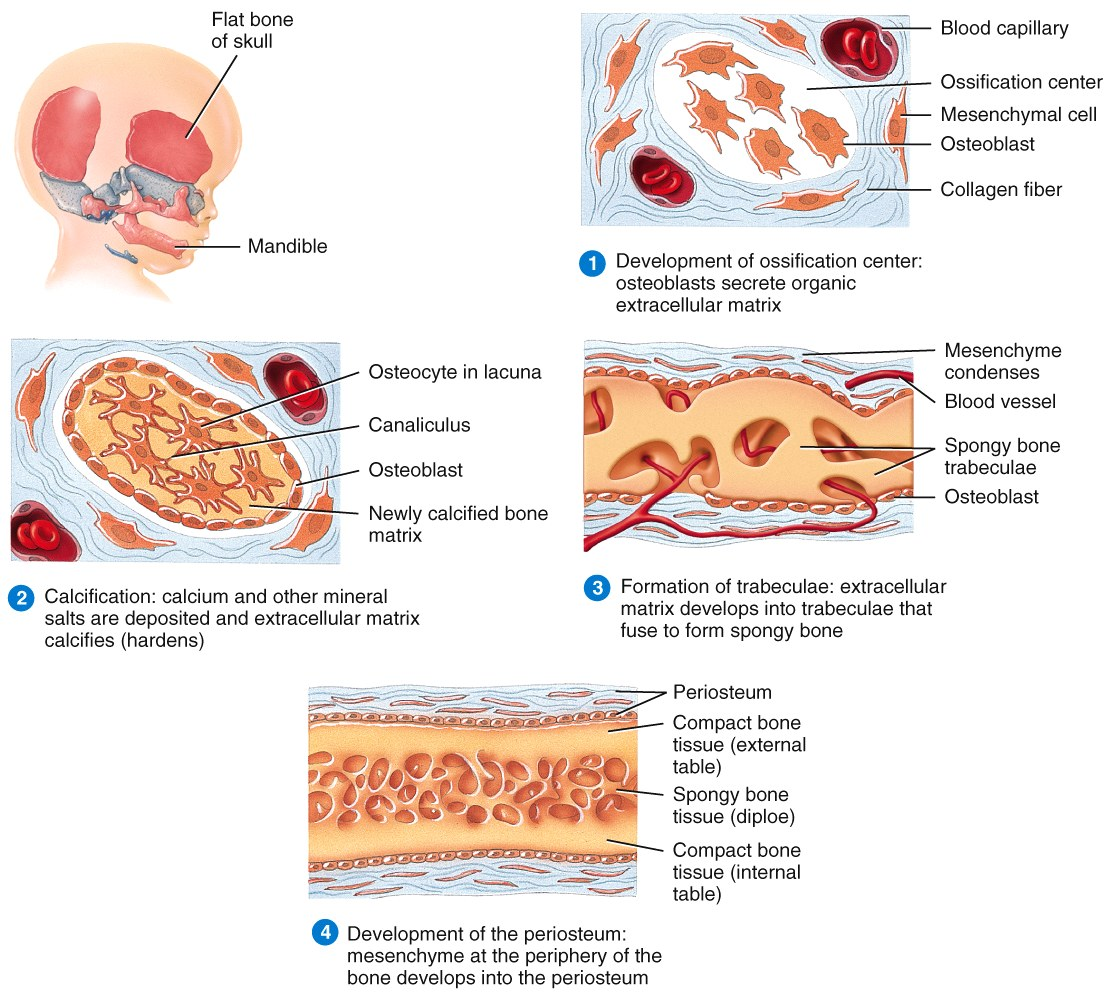 Flat bone
of skull
Mandible
Blood capillary
Ossification center
Mesenchymal cell
Osteoblast
Collagen fiber
1 Development of ossification center:
osteoblasts secrete organic
extracellular matrix
Osteocyte in lacuna
Canaliculus
Osteoblast
Newly calcified bone
matrix
2 Calcification: calcium and other mineral
salts are deposited and extracellular matrix
calcifies (hardens)
Mesenchyme
condenses
Blood vessel
Spongy bone
trabeculae
Osteoblast
3 Formation of trabeculae: extracellular
matrix develops into trabeculae that
fuse to form spongy bone
Periosteum
Compact bone
tissue (external
table)
Spongy bone
tissue (diploe)
Compact bone
tissue (internal
table)
4 Development of the periosteum:
mesenchyme at the periphery of the
bone develops into the periosteum